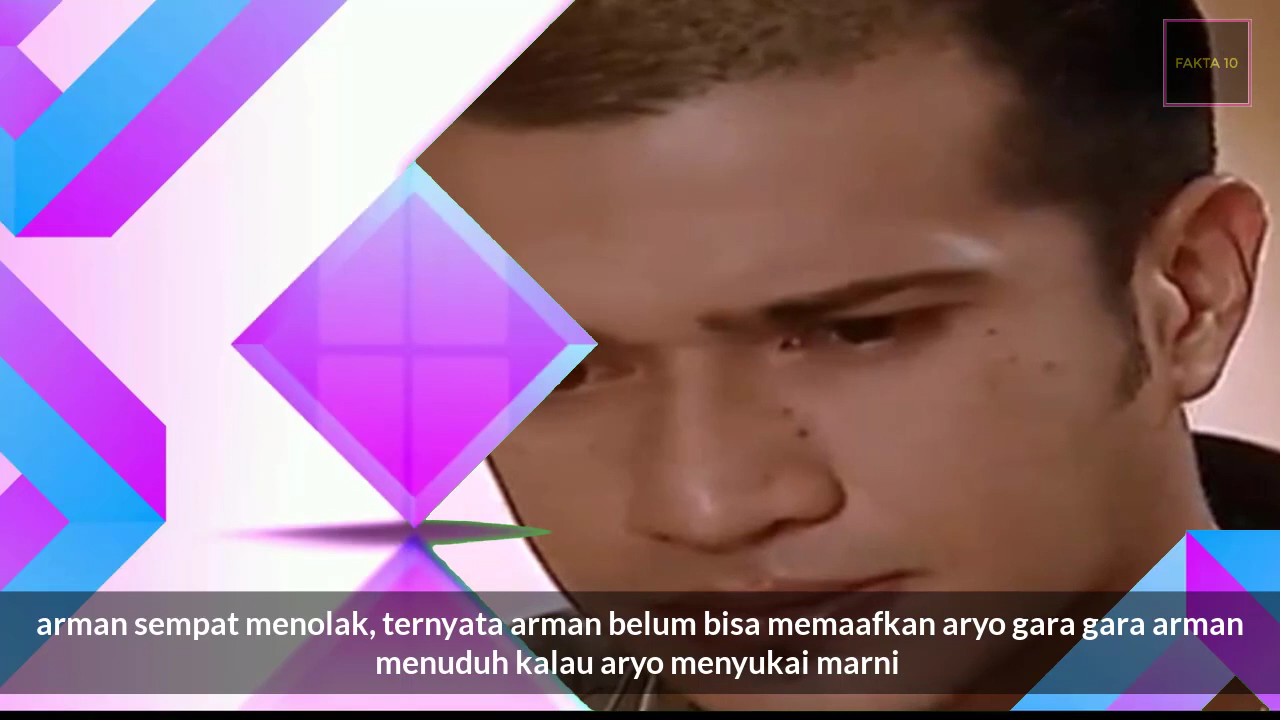 FAKTA 10
arman sempat menolak, ternyata arman belum bisa memaafkan aryo gara gara arman
menuduh kalau aryo menyukai marni